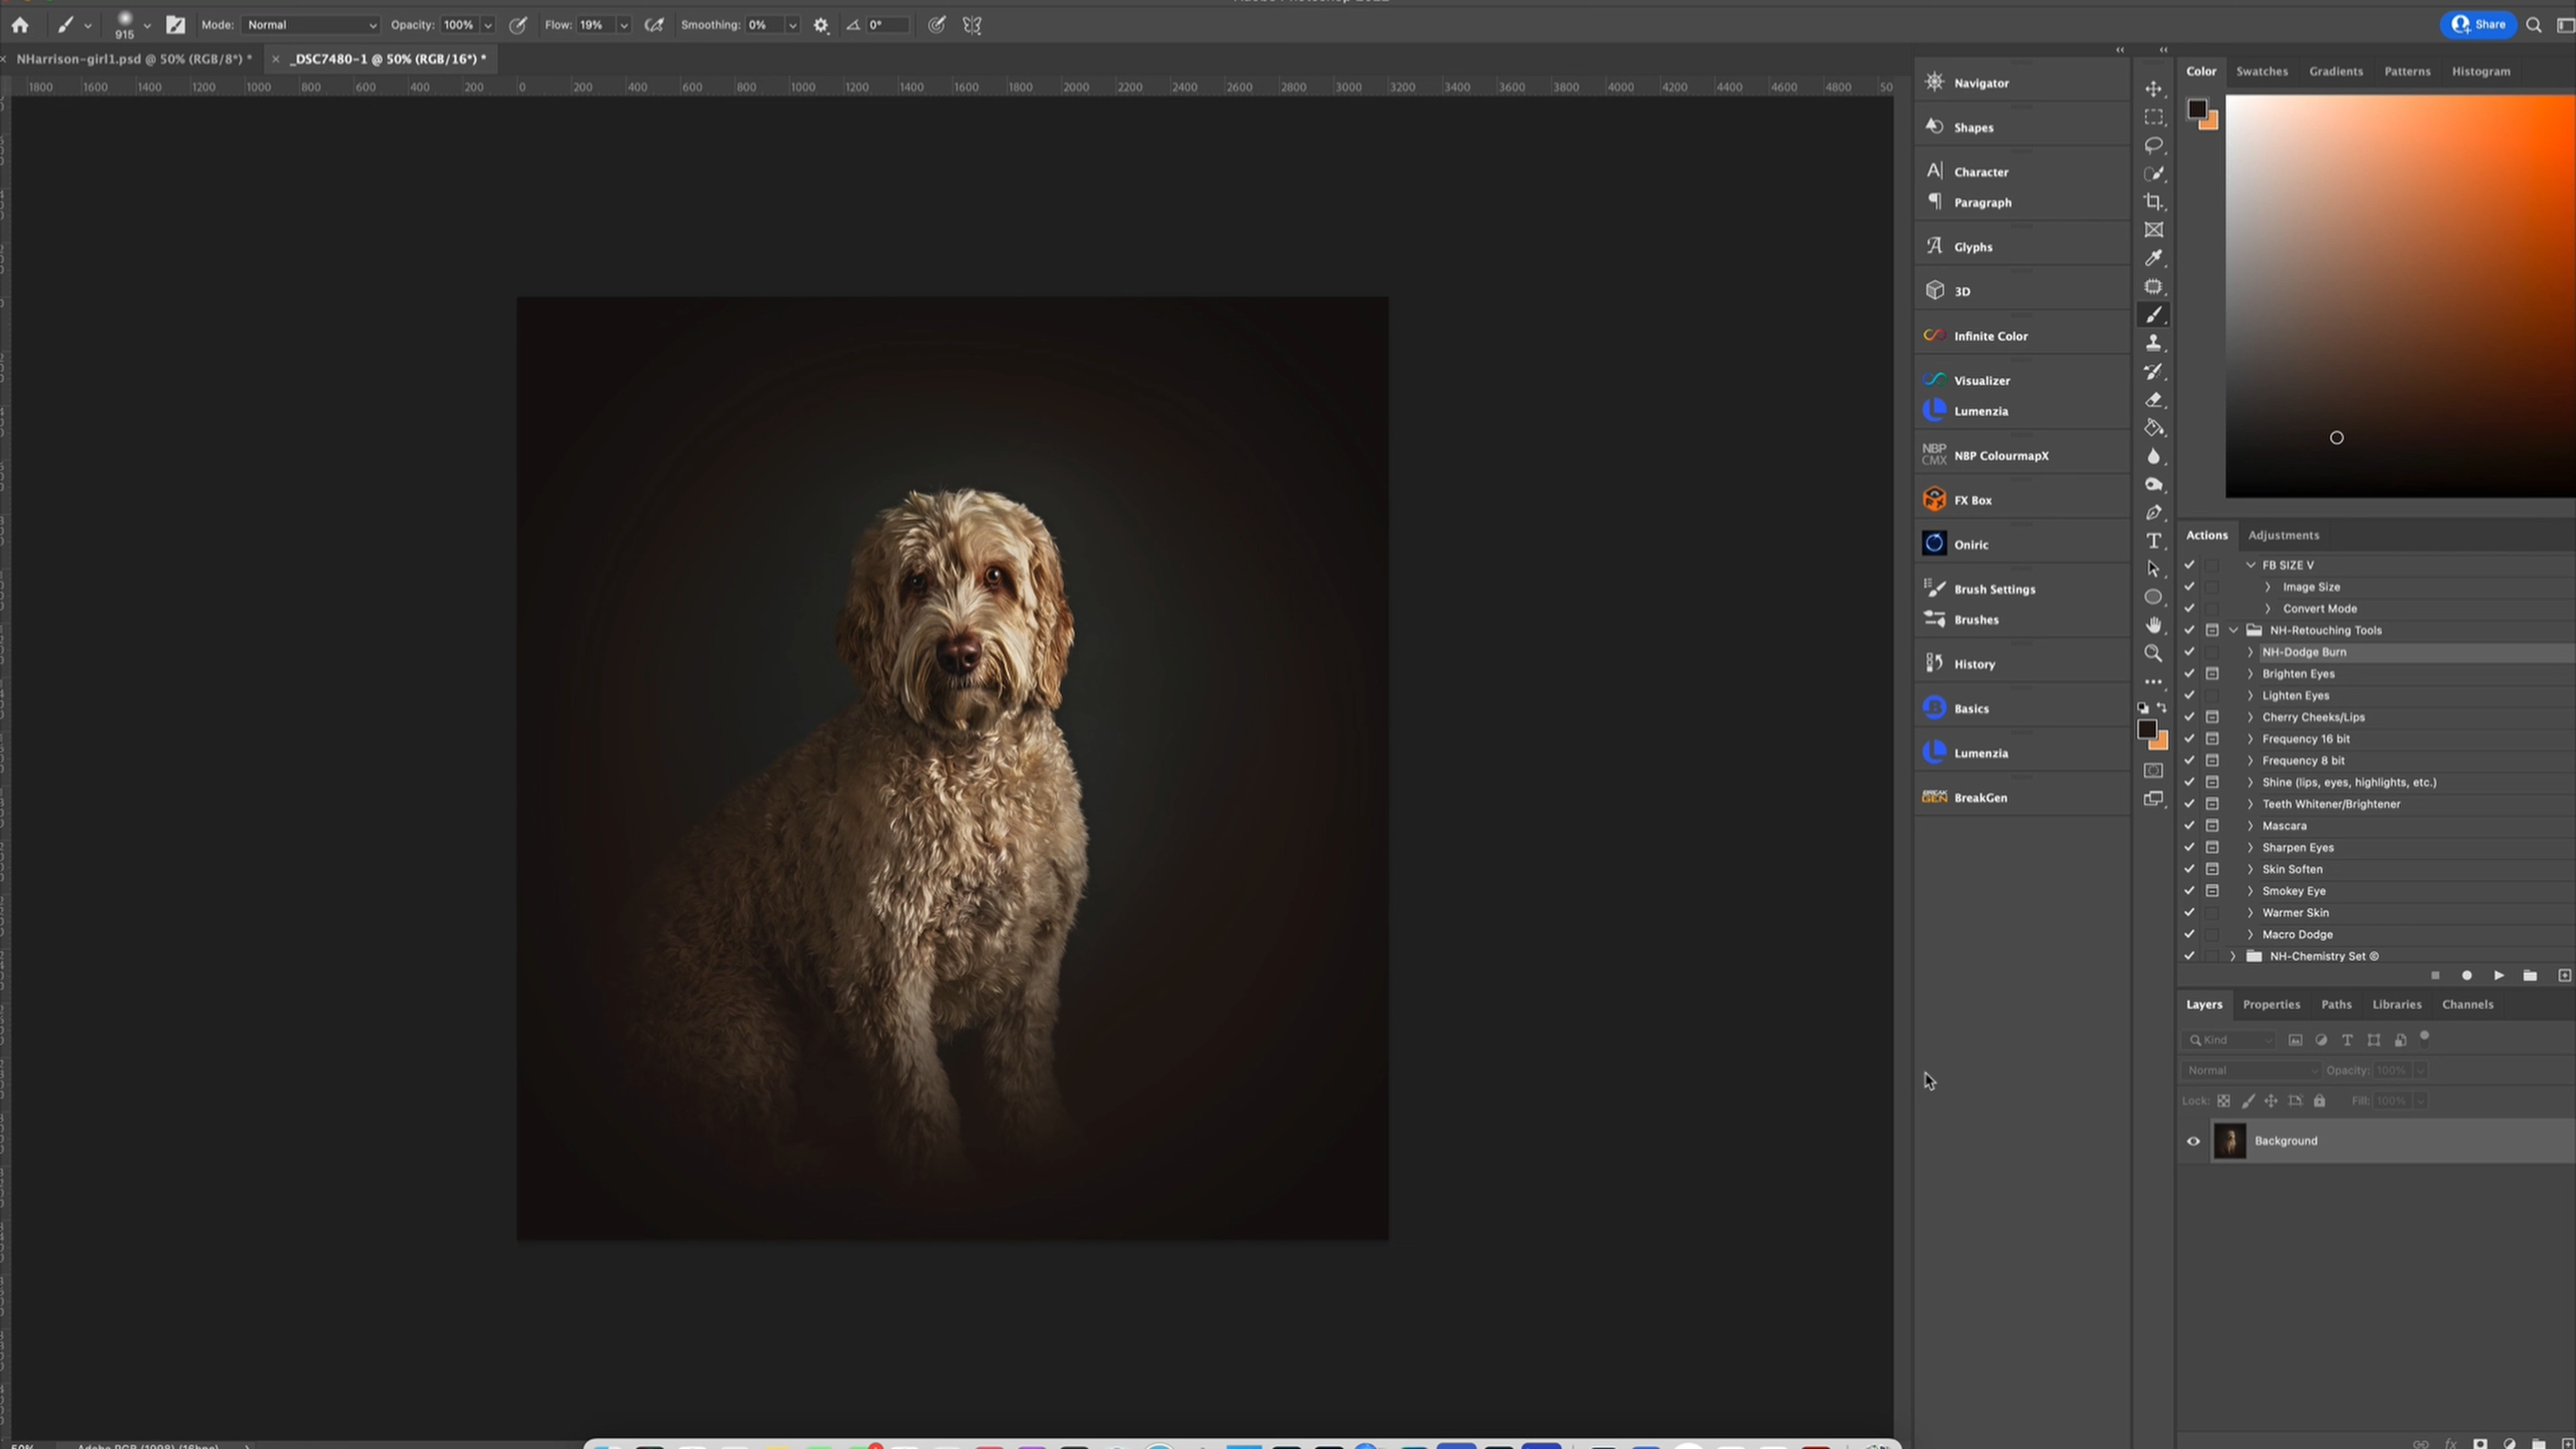 915
Mode: Normal
Opacity: 100%
Flow: 19%
Smoothing: 0%
0°
Share
NHarrison-girl1.psd @ 50% (RGB/8*) *
× _DSC7480-1 @ 50% (RGB/16*) *
1800 1600 1400 1200 1000 800 600 400 200 0 200 400 600 800 1000 1200 1400 1600 1800 2000 2200 2400 2600 2800 3000 3200 3400 3600 3800 4000 4200 4400 4600 4800 50
Navigator
Shapes
Character
Paragraph
Glyphs
3D
Infinite Color
Visualizer
Lumenzia
NBP CMX NBP ColourmapX
FX Box
Oniric
Brush Settings
Brushes
History
Basics
Lumenzia
BREAK GEN BreakGen
Color Swatches Gradients Patterns Histogram
Actions Adjustments
FB SIZE V
Image Size
Convert Mode
NH-Retouching Tools
NH-Dodge Burn
Brighten Eyes
Lighten Eyes
Cherry Cheeks/Lips
Frequency 16 bit
Frequency 8 bit
Shine (lips, eyes, highlights, etc.)
Teeth Whitener/Brightener
Mascara
Sharpen Eyes
Skin Soften
Smokey Eye
Warmer Skin
Macro Dodge
NH-Chemistry Set ©
Layers Properties Paths Libraries Channels
Kind
Normal Opacity: 100%
Lock: Fill: 100%
Background